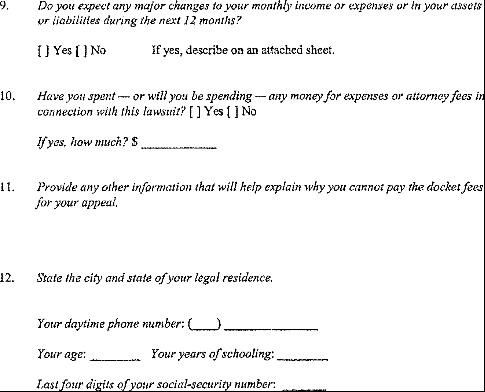 9. Do you expect any major changes to your monthly income or expenses or in your assets
or liabilities during the next 12 months?
[ ] Yes [ ] No If yes, describe on an attached sheet.
10. Have you spent — or will you be spending — any money for expenses or attorney fees in
connection with this lawsuit? [ ] Yes [ ] No
If yes, how much? $ ____________
11. Provide any other information that will help explain why you cannot pay the docket fees
for your appeal.
12. State the city and state of your legal residence.
Your daytime phone number: (____) _______________
Your age: ________ Your years of schooling: ________
Last four digits of your social-security number: _______